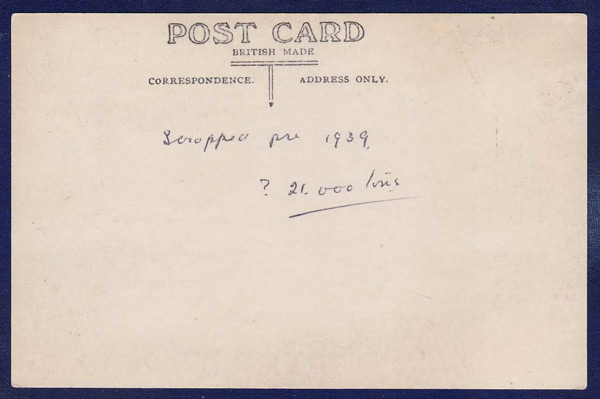 POST CARD
BRITISH MADE
CORRESPONDENCE. ADDRESS ONLY.
Scrapped pre 1939.
? 21.000 tons